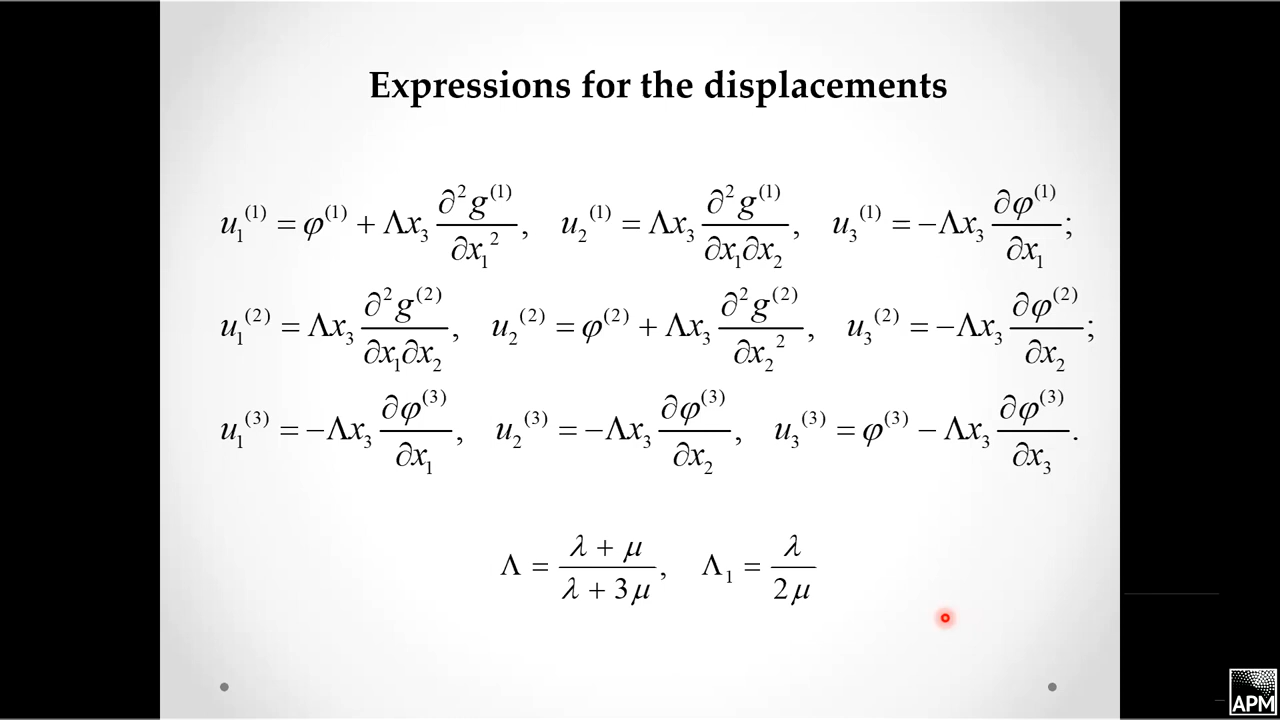 Expressions for the displacements
u₁⁽¹⁾ = φ⁽¹⁾ + Λx₃ ∂²g⁽¹⁾/∂x₁², u₂⁽¹⁾ = Λx₃ ∂²g⁽¹⁾/∂x₁∂x₂, u₃⁽¹⁾ = −Λx₃ ∂φ⁽¹⁾/∂x₁;
u₁⁽²⁾ = Λx₃ ∂²g⁽²⁾/∂x₁∂x₂, u₂⁽²⁾ = φ⁽²⁾ + Λx₃ ∂²g⁽²⁾/∂x₂², u₃⁽²⁾ = −Λx₃ ∂φ⁽²⁾/∂x₂;
u₁⁽³⁾ = −Λx₃ ∂φ⁽³⁾/∂x₁, u₂⁽³⁾ = −Λx₃ ∂φ⁽³⁾/∂x₂, u₃⁽³⁾ = φ⁽³⁾ − Λx₃ ∂φ⁽³⁾/∂x₃.
Λ = (λ + μ)/(λ + 3μ), Λ₁ = λ/2μ
APM